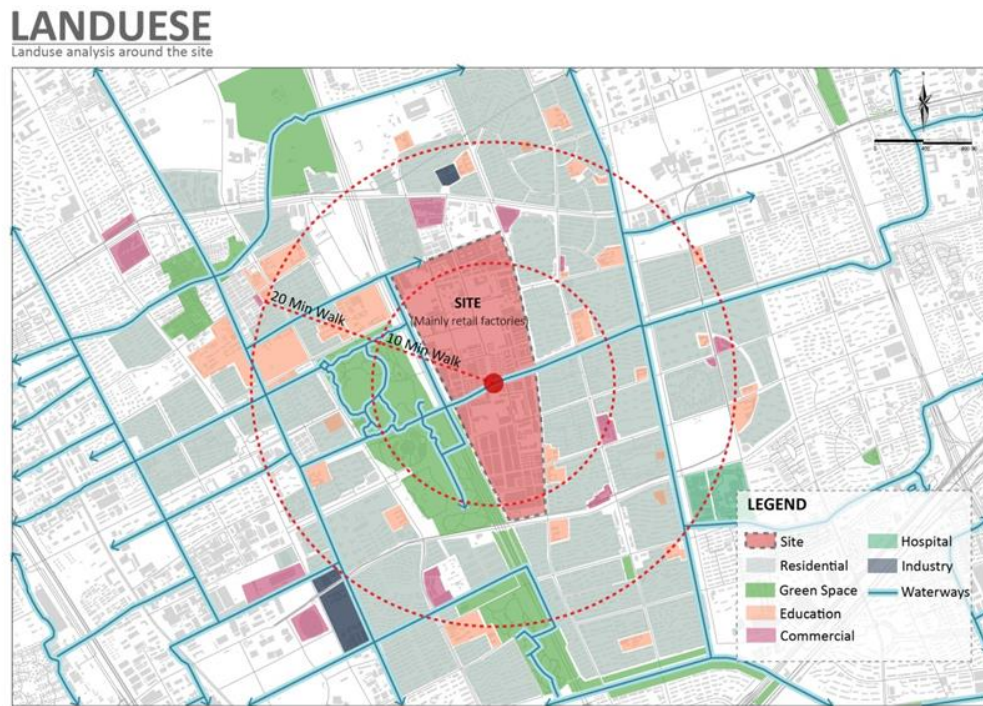 LANDUESE
Landuse analysis around the site
SITE
(Mainly retail factories)
20 Min Walk
10 Min Walk
LEGEND
Site
Residential
Green Space
Education
Commercial
Hospital
Industry
Waterways